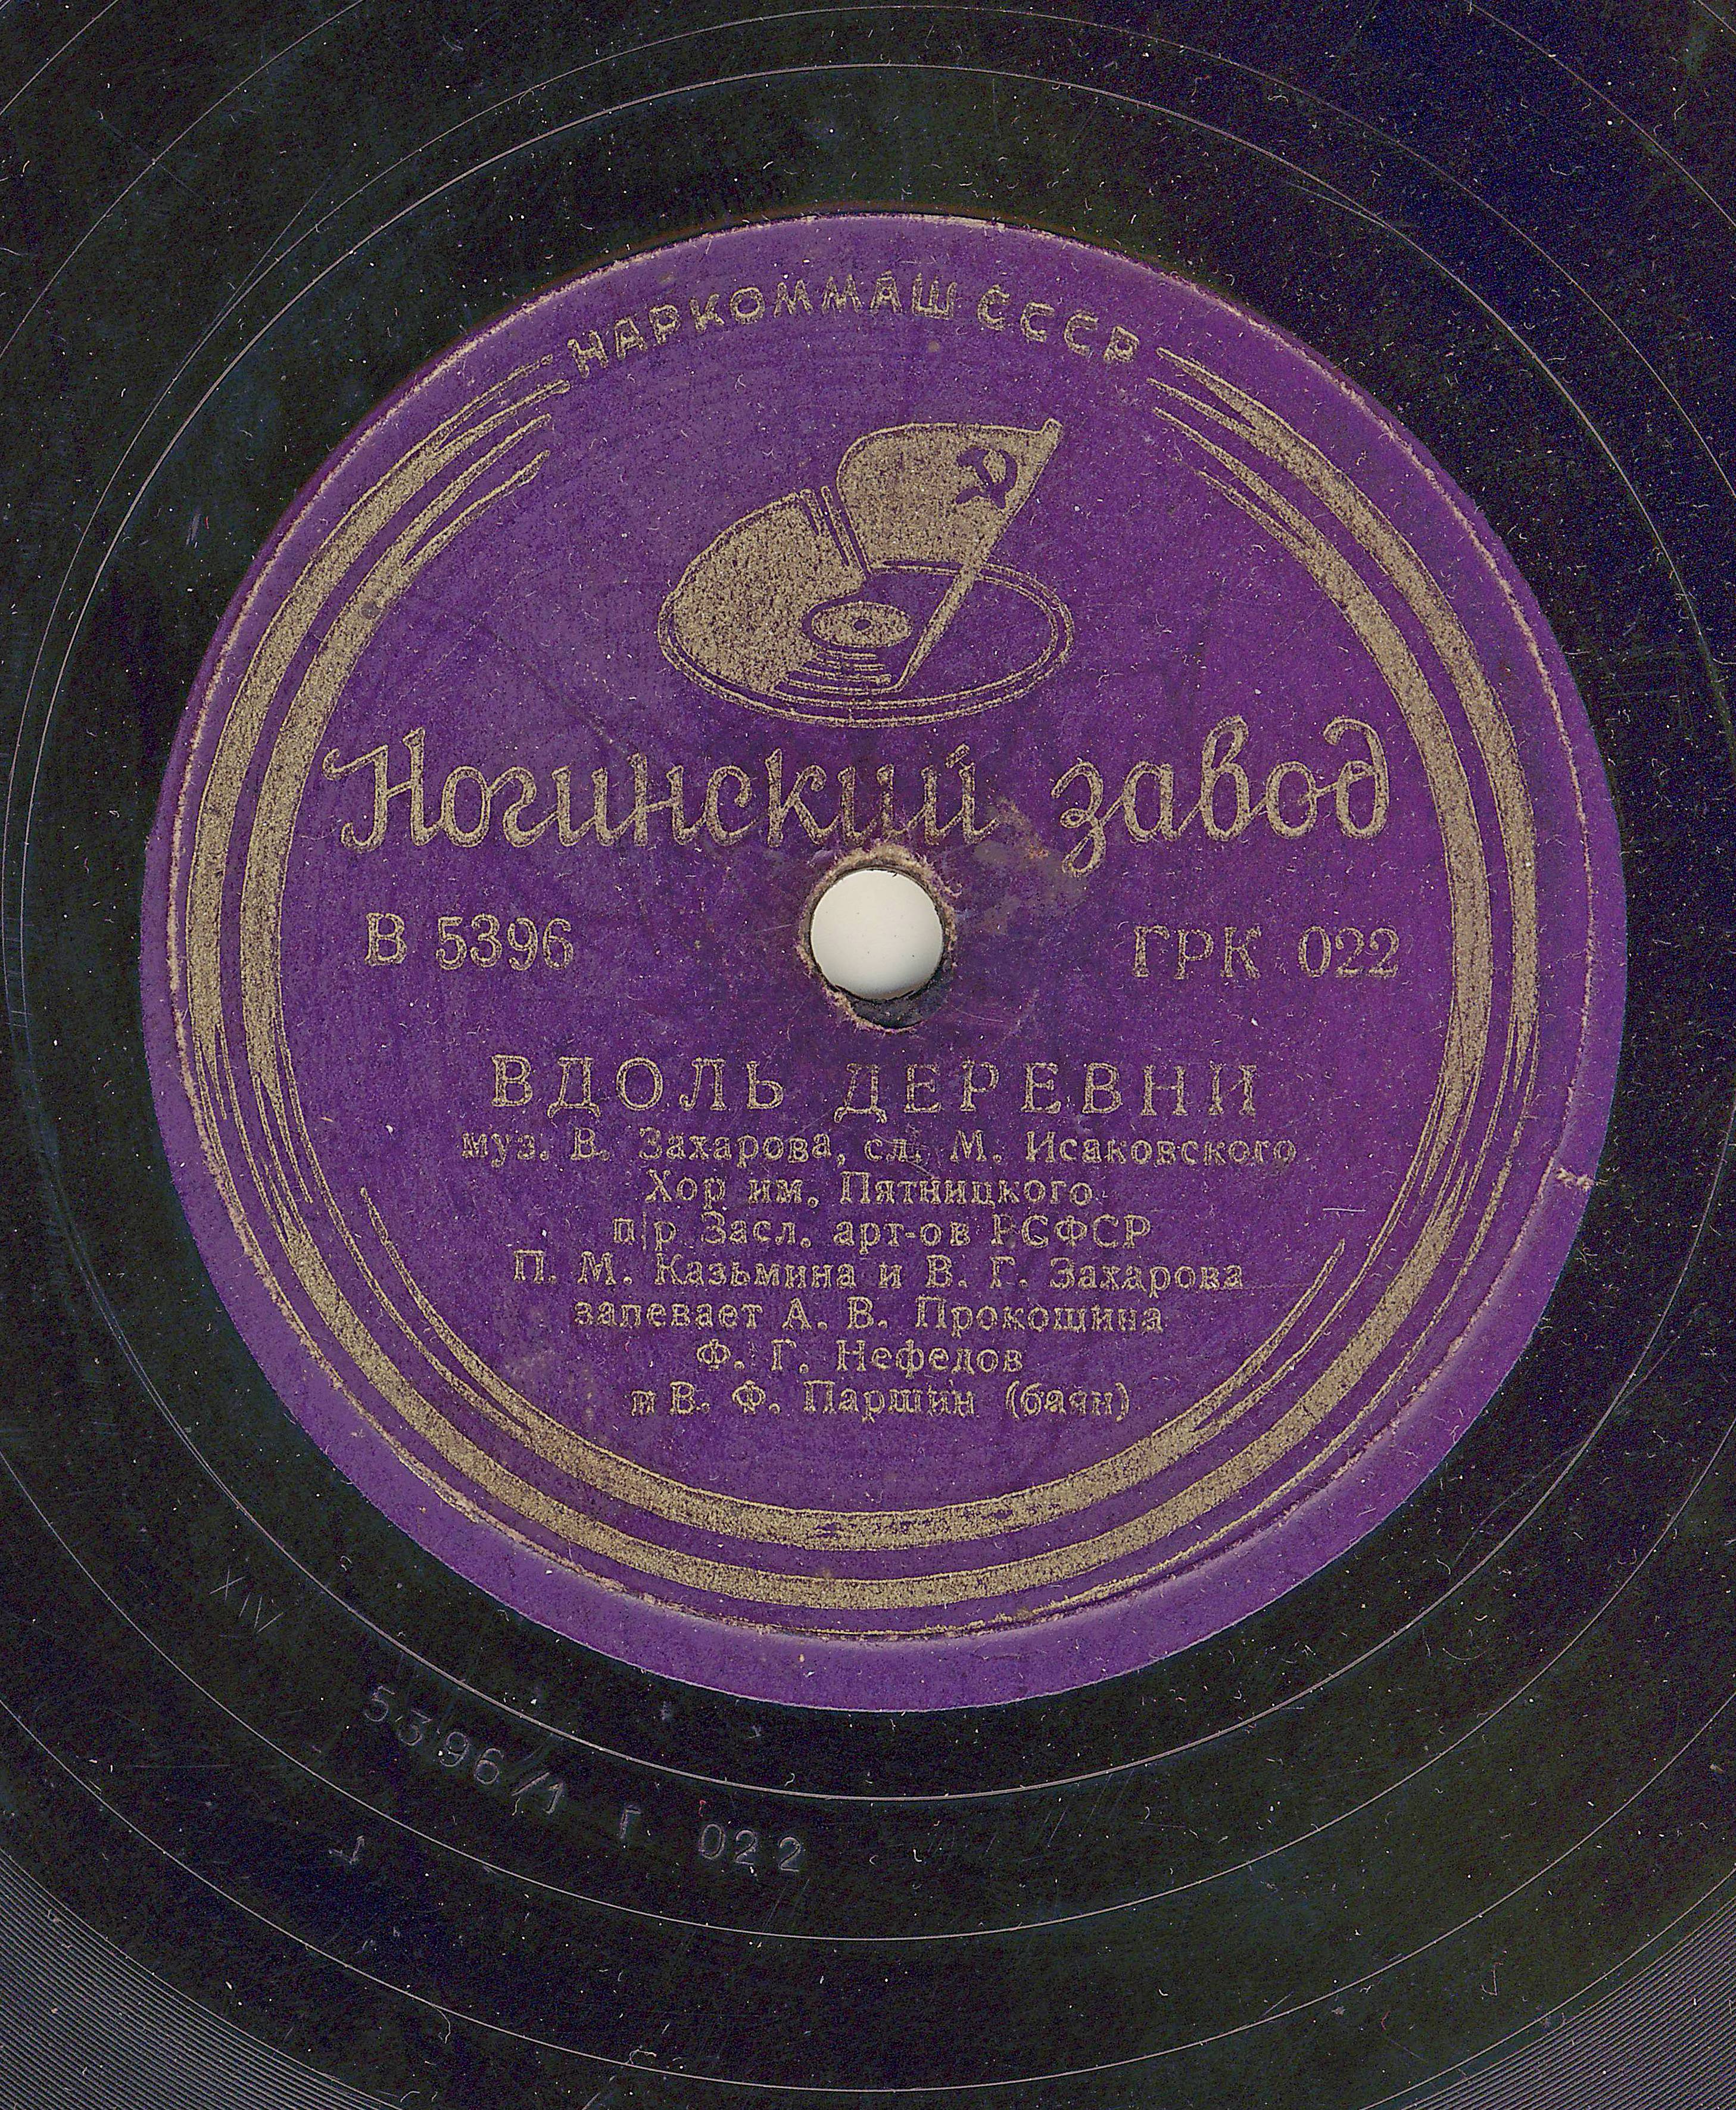 НАРКОММАШ СССР
Ногинский завод
В 5396 ГРК 022
ВДОЛЬ ДЕРЕВНИ
муз. В. Захарова, сл. М. Исаковского
Хор им. Пятницкого
п/р Засл. арт-ов РСФСР
П. М. Казьмина и В. Г. Захарова
запевает А. В. Прокошина
Ф. Г. Нефедов
и В. Ф. Паршин (баян)
XIV
5396/1 Г 022